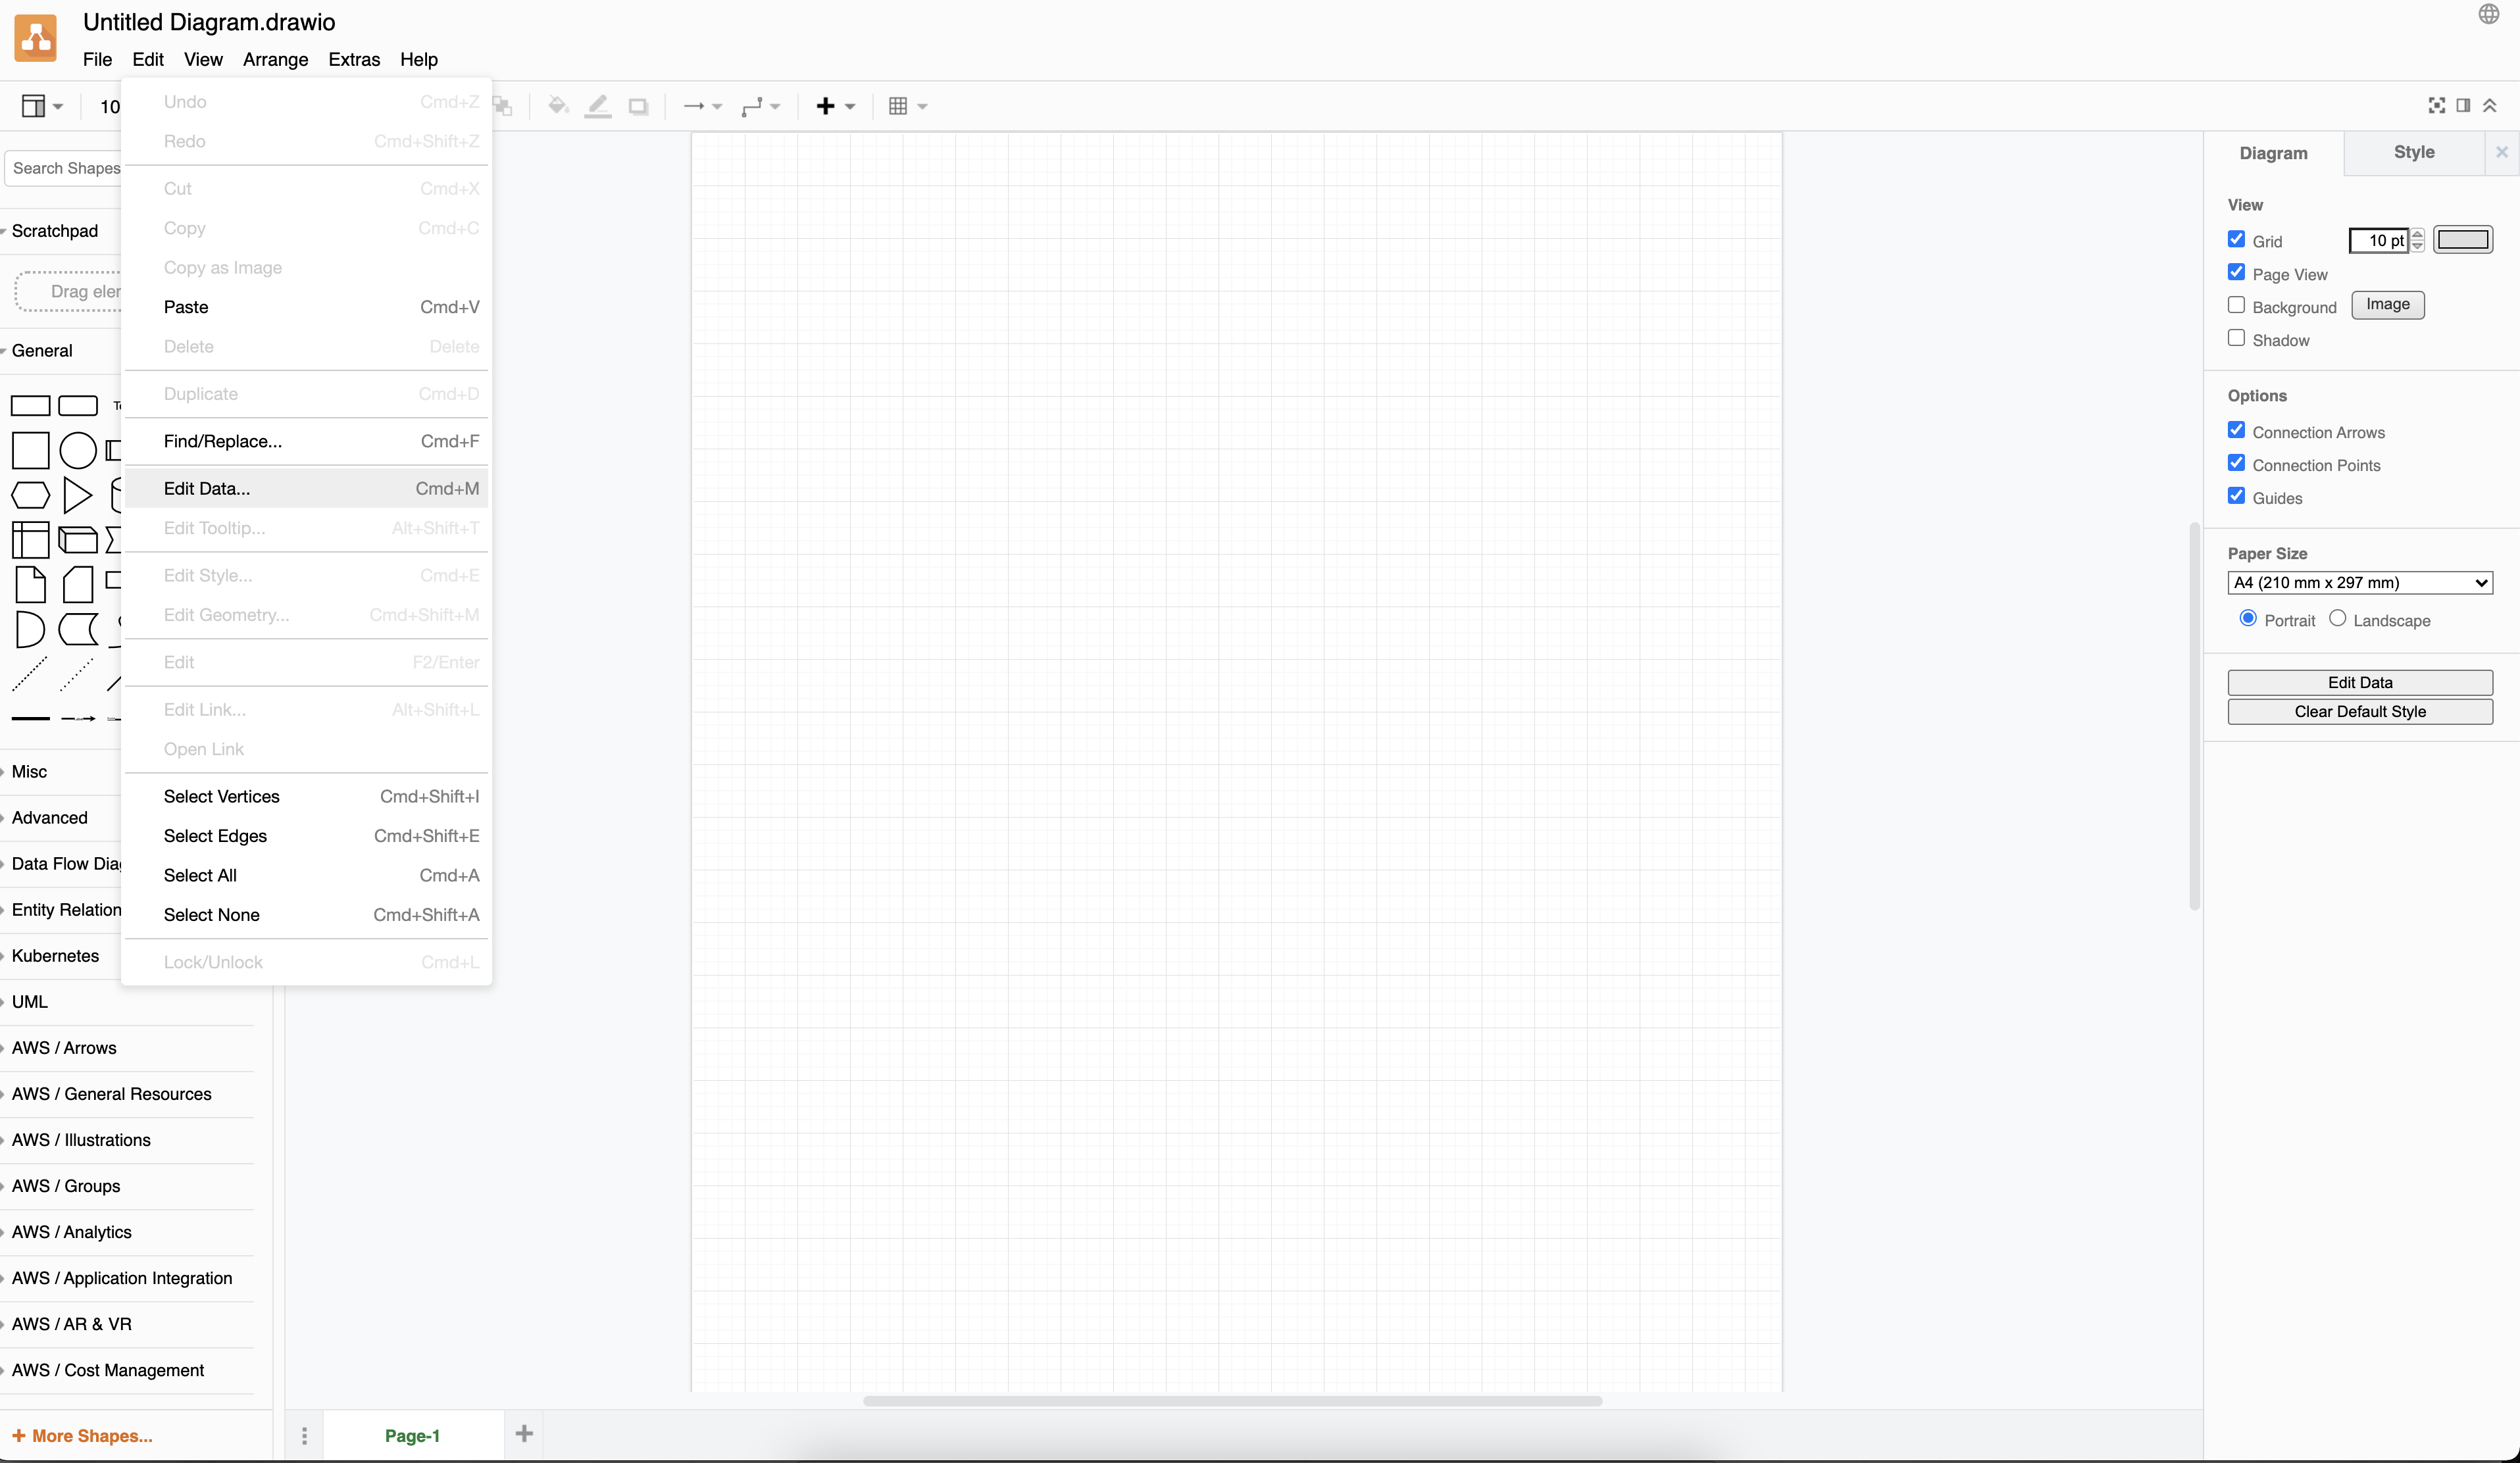 Untitled Diagram.drawio
File Edit View Arrange Extras Help
10
Undo Cmd+Z
Redo Cmd+Shift+Z
Cut Cmd+X
Copy Cmd+C
Copy as Image
Paste Cmd+V
Delete Delete
Duplicate Cmd+D
Find/Replace... Cmd+F
Edit Data... Cmd+M
Edit Tooltip... Alt+Shift+T
Edit Style... Cmd+E
Edit Geometry... Cmd+Shift+M
Edit F2/Enter
Edit Link... Alt+Shift+L
Open Link
Select Vertices Cmd+Shift+I
Select Edges Cmd+Shift+E
Select All Cmd+A
Select None Cmd+Shift+A
Lock/Unlock Cmd+L
Search Shapes
Scratchpad
Drag eler
General
Misc
Advanced
Data Flow Dia
Entity Relation
Kubernetes
UML
AWS / Arrows
AWS / General Resources
AWS / Illustrations
AWS / Groups
AWS / Analytics
AWS / Application Integration
AWS / AR & VR
AWS / Cost Management
+ More Shapes...
Page-1
Diagram Style
View
Grid 10 pt
Page View
Background Image
Shadow
Options
Connection Arrows
Connection Points
Guides
Paper Size
A4 (210 mm x 297 mm)
Portrait Landscape
Edit Data
Clear Default Style